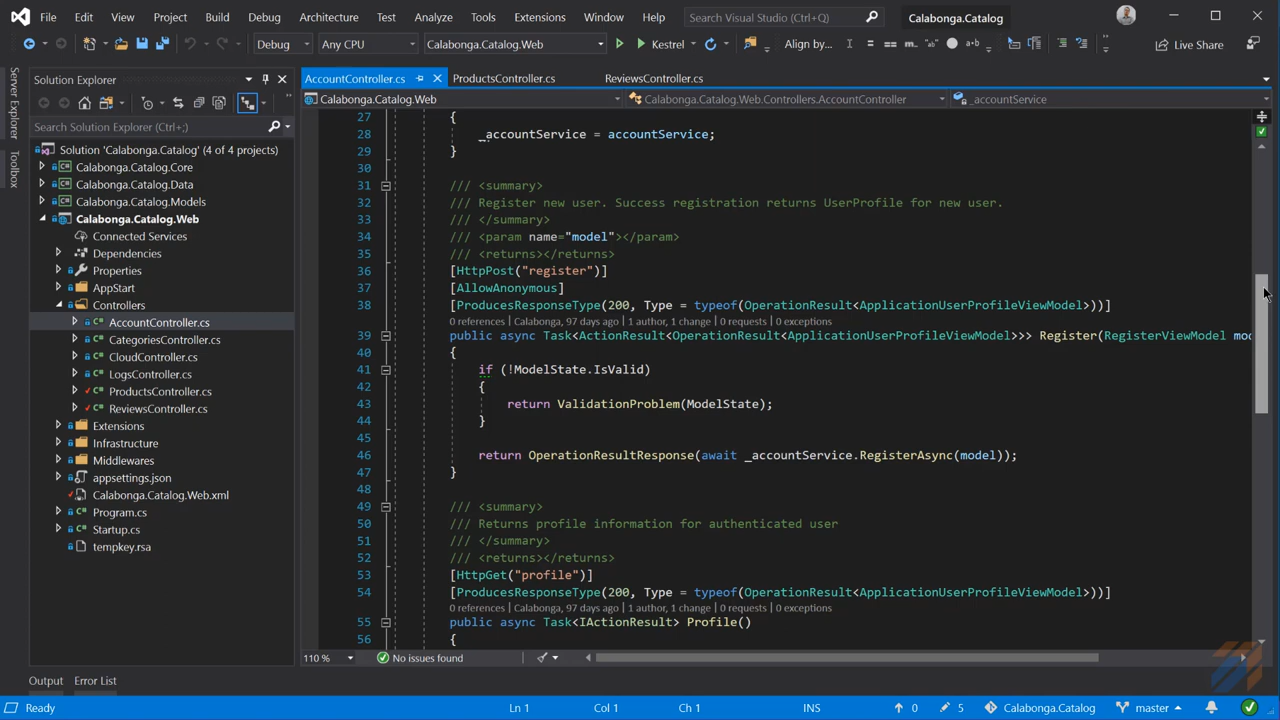 File Edit View Project Build Debug Architecture Test Analyze Tools Extensions Window Help Search Visual Studio (Ctrl+Q) Calabonga.Catalog
Debug Any CPU Calabonga.Catalog.Web Kestrel Align by... Live Share
Server Explorer
Toolbox
Solution Explorer
Search Solution Explorer (Ctrl+;)
Solution 'Calabonga.Catalog' (4 of 4 projects)
Calabonga.Catalog.Core
Calabonga.Catalog.Data
Calabonga.Catalog.Models
Calabonga.Catalog.Web
Connected Services
Dependencies
Properties
AppStart
Controllers
AccountController.cs
CategoriesController.cs
CloudController.cs
LogsController.cs
ProductsController.cs
ReviewsController.cs
Extensions
Infrastructure
Middlewares
appsettings.json
Calabonga.Catalog.Web.xml
Program.cs
Startup.cs
tempkey.rsa
AccountController.cs ProductsController.cs ReviewsController.cs
Calabonga.Catalog.Web Calabonga.Catalog.Web.Controllers.AccountController _accountService
27 {
28 _accountService = accountService;
29 }
30
31 /// <summary>
32 /// Register new user. Success registration returns UserProfile for new user.
33 /// </summary>
34 /// <param name="model"></param>
35 /// <returns></returns>
36 [HttpPost("register")]
37 [AllowAnonymous]
38 [ProducesResponseType(200, Type = typeof(OperationResult<ApplicationUserProfileViewModel>))]
0 references | Calabonga, 97 days ago | 1 author, 1 change | 0 requests | 0 exceptions
39 public async Task<ActionResult<OperationResult<ApplicationUserProfileViewModel>>> Register(RegisterViewModel mo
40 {
41 if (!ModelState.IsValid)
42 {
43 return ValidationProblem(ModelState);
44 }
45
46 return OperationResultResponse(await _accountService.RegisterAsync(model));
47 }
48
49 /// <summary>
50 /// Returns profile information for authenticated user
51 /// </summary>
52 /// <returns></returns>
53 [HttpGet("profile")]
54 [ProducesResponseType(200, Type = typeof(OperationResult<ApplicationUserProfileViewModel>))]
0 references | Calabonga, 97 days ago | 1 author, 1 change | 0 requests | 0 exceptions
55 public async Task<IActionResult> Profile()
56 {
110 % No issues found
Output Error List
Ready Ln 1 Col 1 Ch 1 INS 0 5 Calabonga.Catalog master